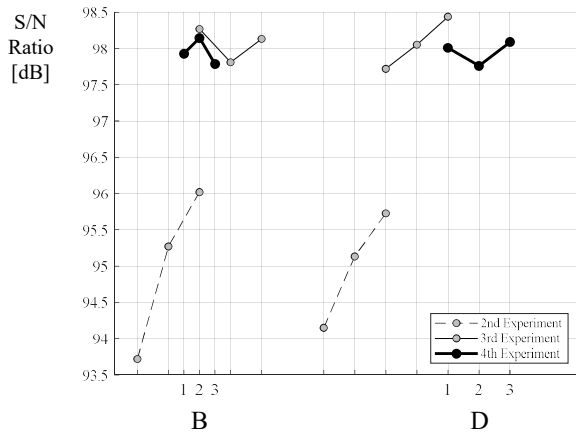 S/N
Ratio
[dB]
98.5
98
97.5
97
96.5
96
95.5
95
94.5
94
93.5
2nd Experiment
3rd Experiment
4th Experiment
1 2 3 1 2 3
B D